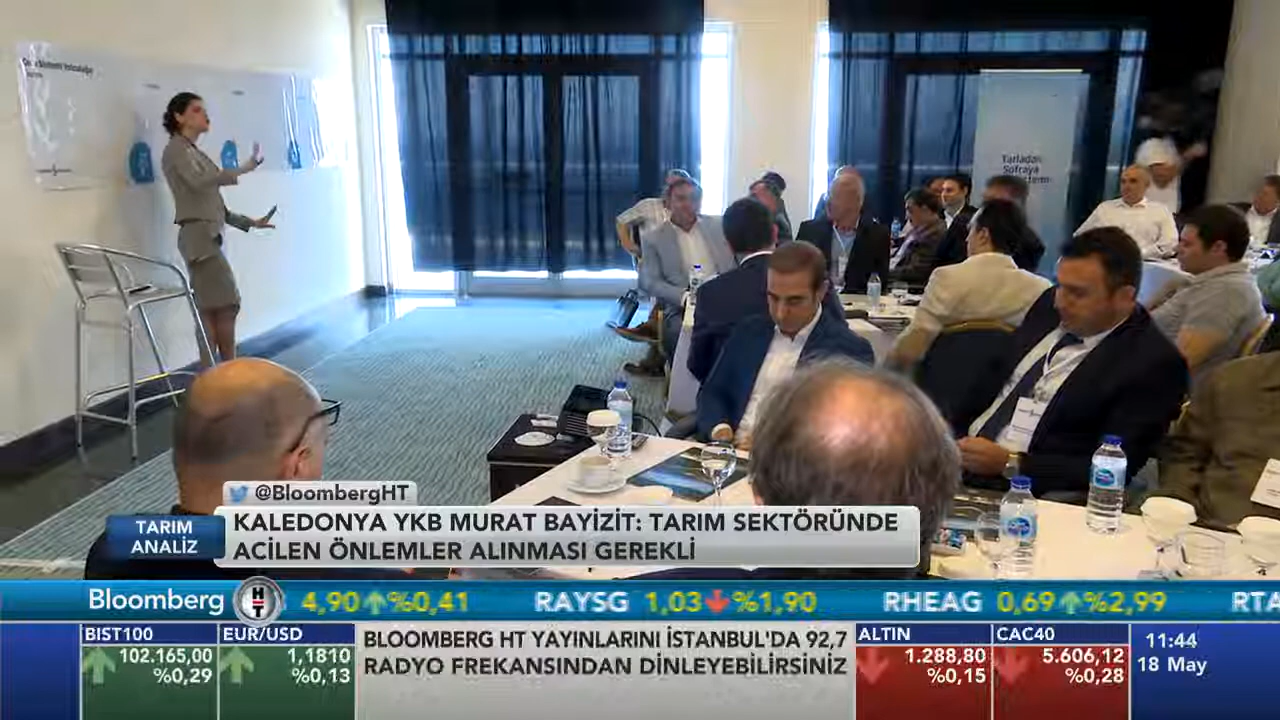 Tarladan
Sofraya
@BloombergHT
TARIM
ANALİZ
KALEDONYA YKB MURAT BAYİZİT: TARIM SEKTÖRÜNDE
ACİLEN ÖNLEMLER ALINMASI GEREKLİ
Bloomberg HT 4,90 %0,41 RAYSG 1,03 %1,90 RHEAG 0,69 %2,99 RTA
BIST100
102.165,00
%0,29
EUR/USD
1,1810
%0,13
BLOOMBERG HT YAYINLARINI İSTANBUL'DA 92,7
RADYO FREKANSINDAN DİNLEYEBİLİRSİNİZ
ALTIN
1.288,80
%0,15
CAC40
5.606,12
%0,28
11:44
18 May